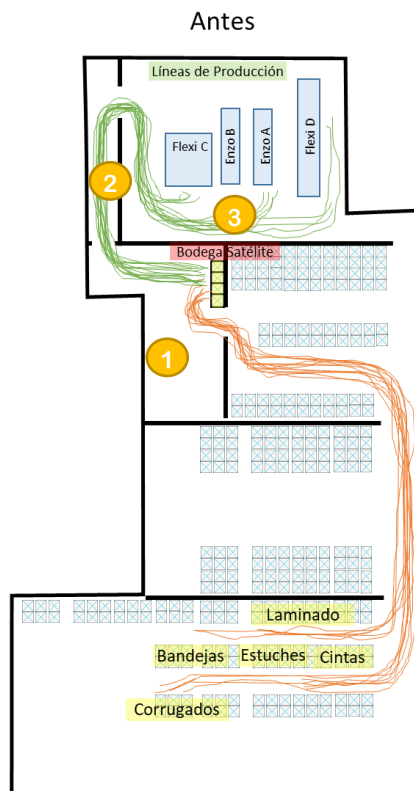 Antes
Líneas de Producción
Flexi C
Enzo B
Enzo A
Flexi D
2
3
Bodega Satélite
1
Laminado
Bandejas
Estuches
Cintas
Corrugados